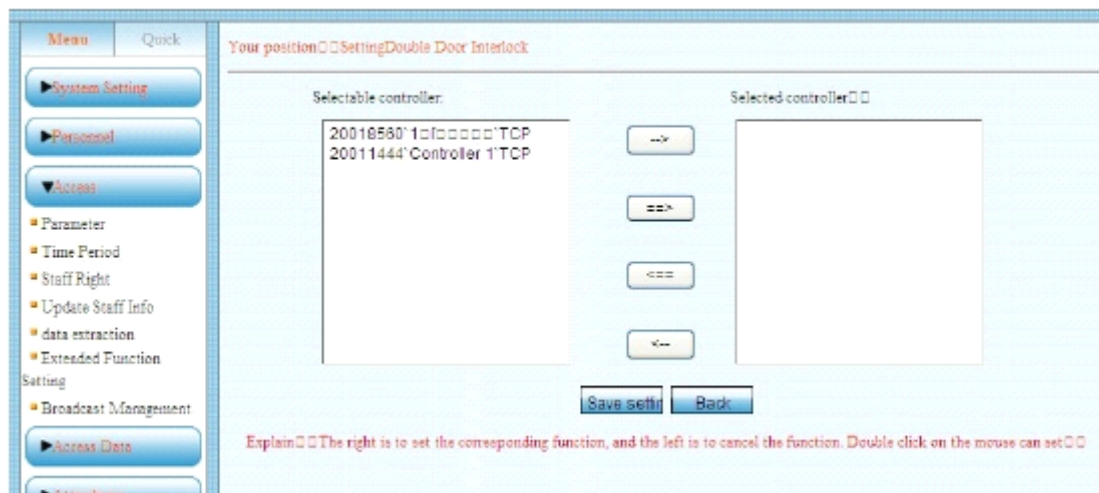 Menu
Quick
Your position□□SettingDouble Door Interlock
▶System Setting
Selectable controller:
Selected controller□□
▶Personnel
20018560`1□[□□□□□`TCP
20011444`Controller 1`TCP
-->
▼Access
==>
Parameter
Time Period
Staff Right
<==
Update Staff Info
data extraction
Extended Function
Setting
<--
Broadcast Management
Save settin
Back
▶Access Data
Explain□□The right is to set the corresponding function, and the left is to cancel the function. Double click on the mouse can set□□